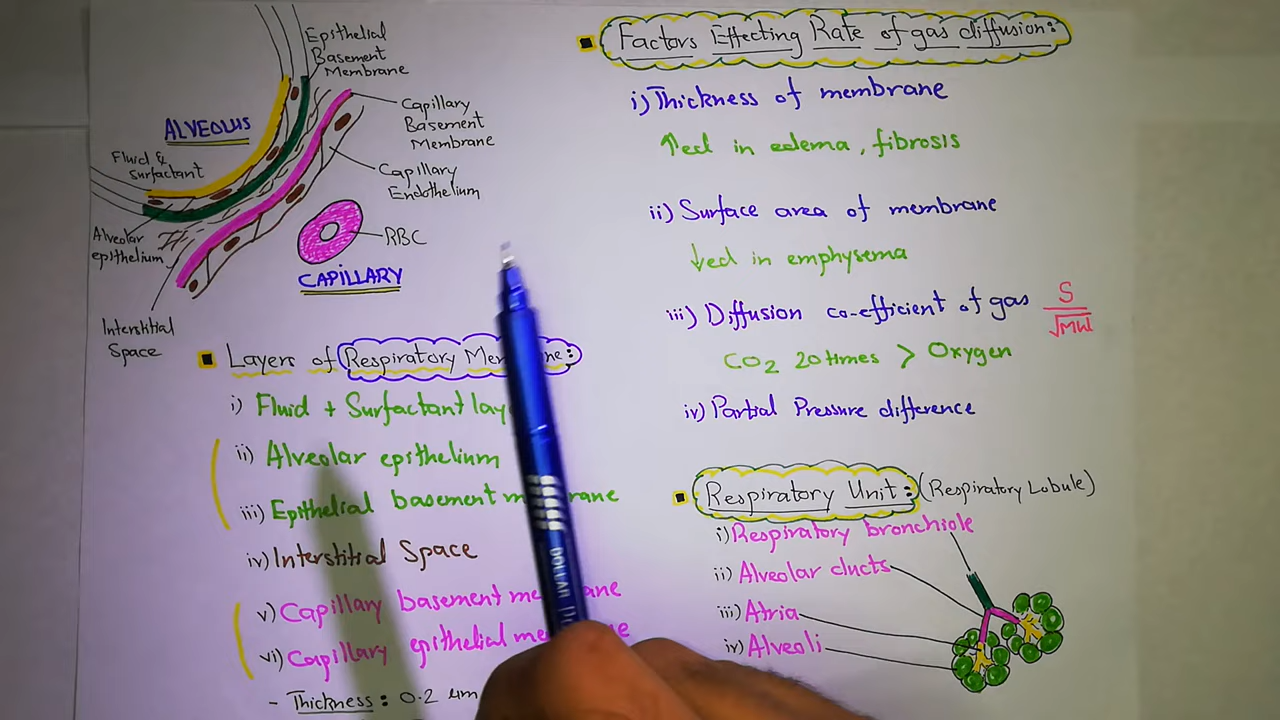 Epithelial
Basement
Membrane
Capillary
Basement
Membrane
ALVEOLUS
Fluid &
Surfactant
Capillary
Endothelium
Alveolar
epithelium
RBC
CAPILLARY
Interstitial
Space
Layers of Respiratory
i) Fluid + Surfactant
ii) Alveolar epithelium
iii) Epithelial basement
iv) Interstitial Space
v) Capillary basement
vi) Capillary epithelial
- Thickness: 0.2 um
Factors Effecting Rate of gas diffusion:
i) Thickness of membrane
↑ed in edema, fibrosis
ii) Surface area of membrane
↓ed in emphysema
iii) Diffusion co-efficient of gas S
√MW
CO2 20 times > Oxygen
iv) Partial Pressure difference
Respiratory Unit: (Respiratory Lobule)
i) Respiratory bronchiole
ii) Alveolar ducts
iii) Atria
iv) Alveoli
DOLLAR